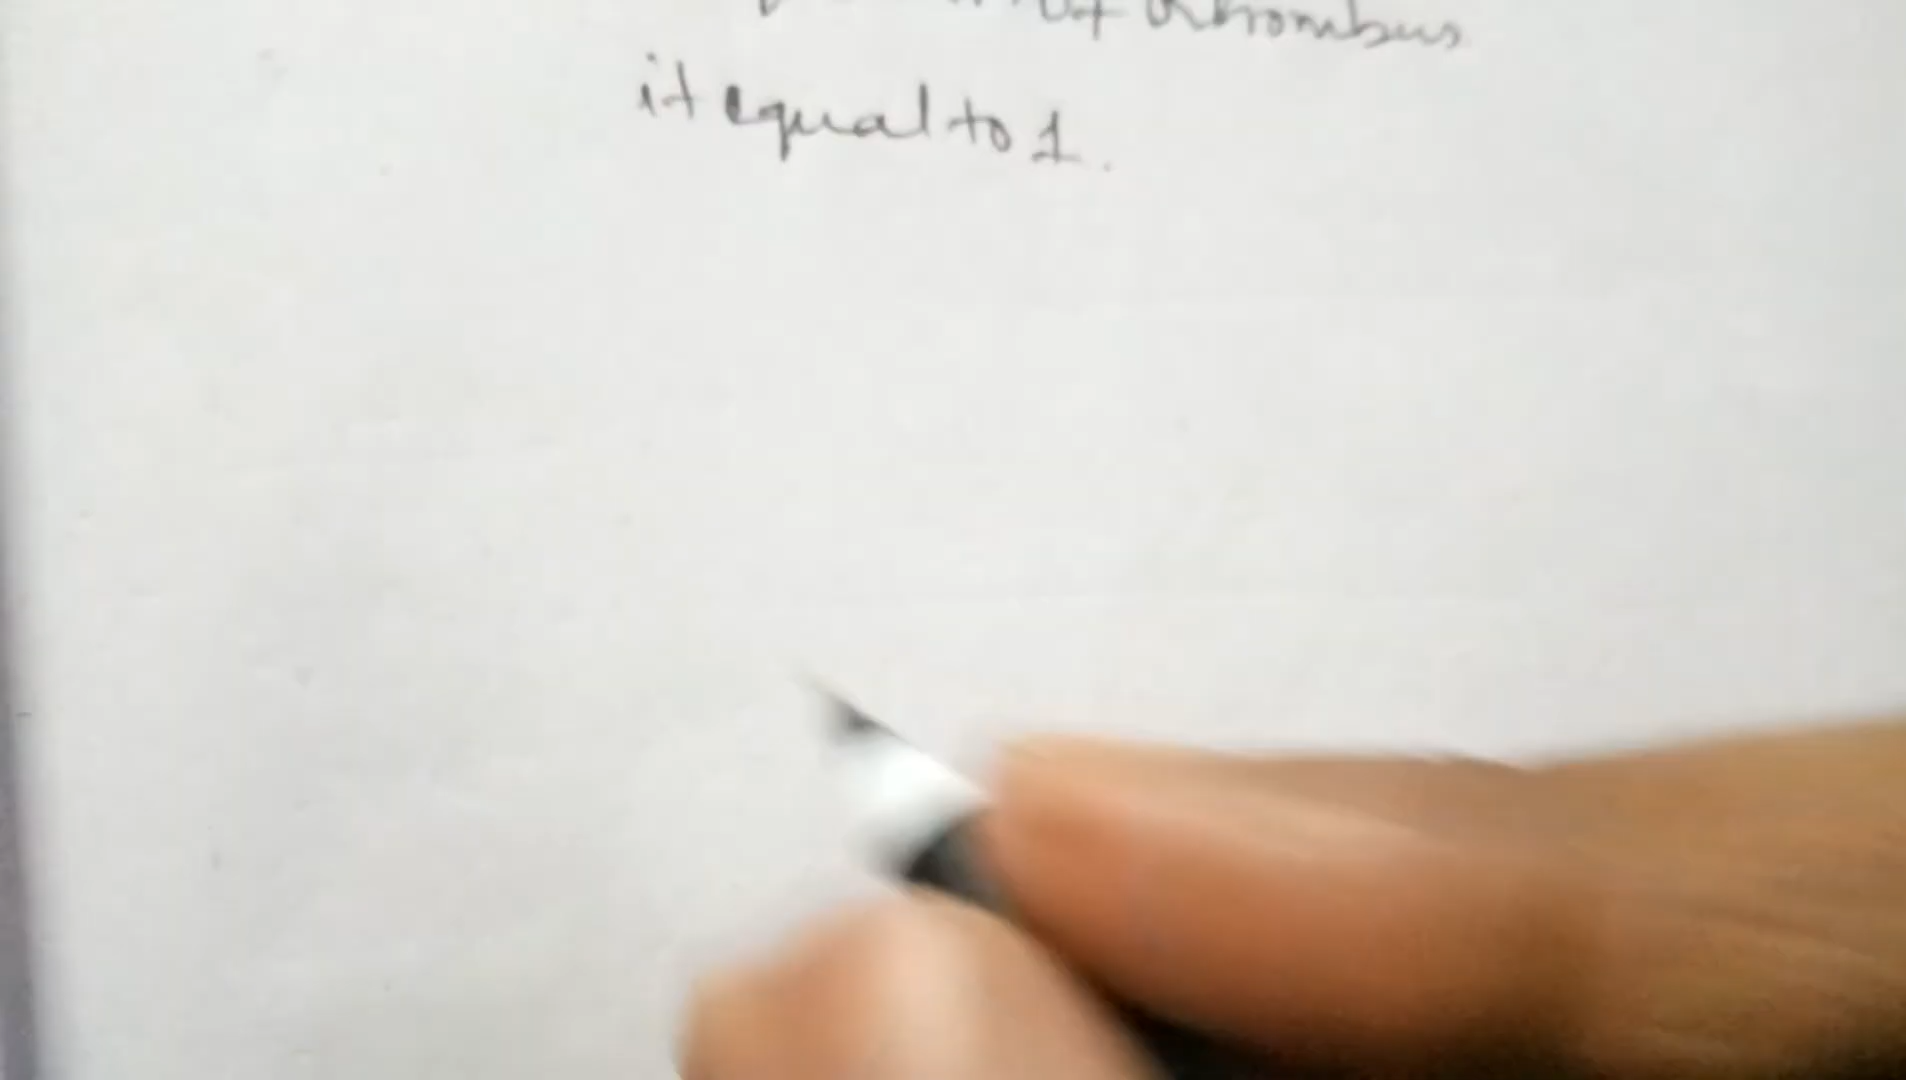 of Rhombus
it equal to 1.